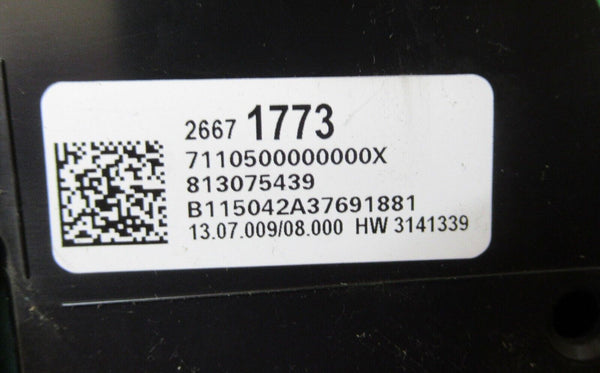 2667 1773
7110500000000X
813075439
B115042A37691881
13.07.009/08.000 HW 3141339